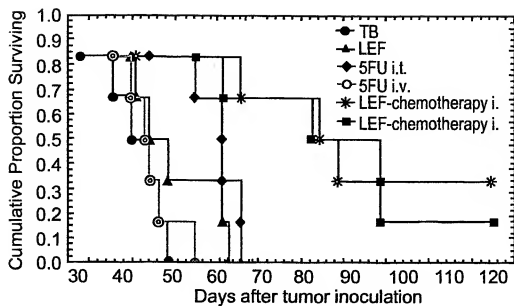 Cumulative Proportion Surviving
1.0
0.9
0.8
0.7
0.6
0.5
0.4
0.3
0.2
0.1
0.0
TB
LEF
5FU i.t.
5FU i.v.
LEF-chemotherapy i.
LEF-chemotherapy i.
30 40 50 60 70 80 90 100 110 120
Days after tumor inoculation